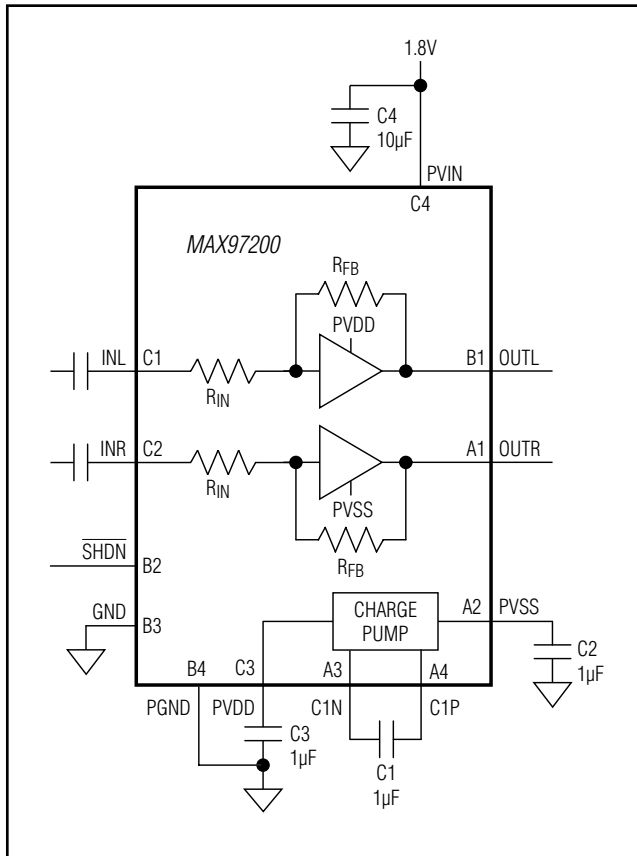 1.8V
C4
10µF
PVIN
C4
MAX97200
RFB
PVDD
INL C1
RIN
B1 OUTL
INR C2
RIN
A1 OUTR
PVSS
RFB
SHDN
B2
GND
B3
CHARGE
PUMP
A2 PVSS
C2
1µF
B4 C3 A3 A4
PGND PVDD C1N C1P
C3
1µF
C1
1µF